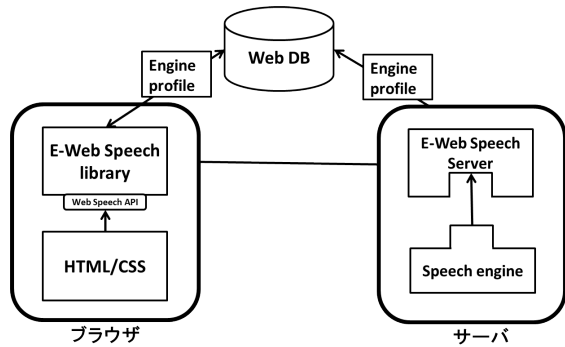 Web DB
Engine
profile
Engine
profile
E-Web Speech
library
Web Speech API
HTML/CSS
ブラウザ
E-Web Speech
Server
Speech engine
サーバ